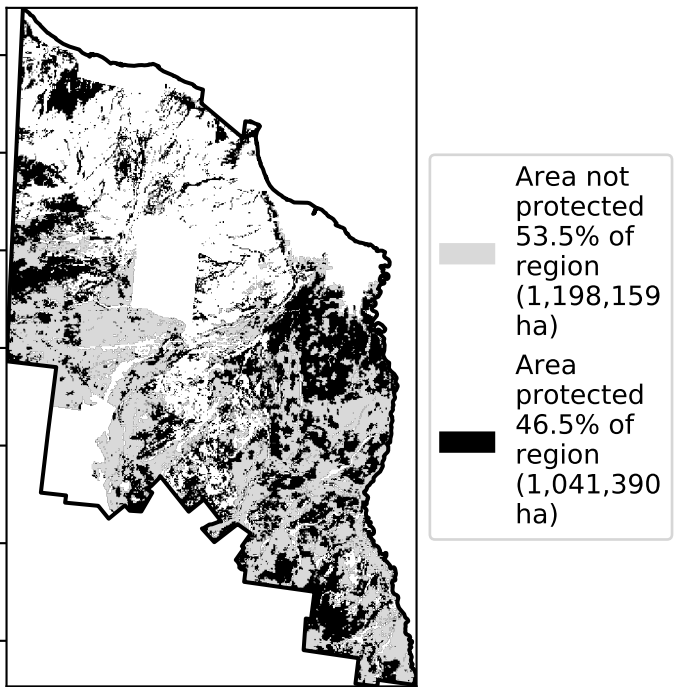 Area not
protected
53.5% of
region
(1,198,159
ha)
Area
protected
46.5% of
region
(1,041,390
ha)